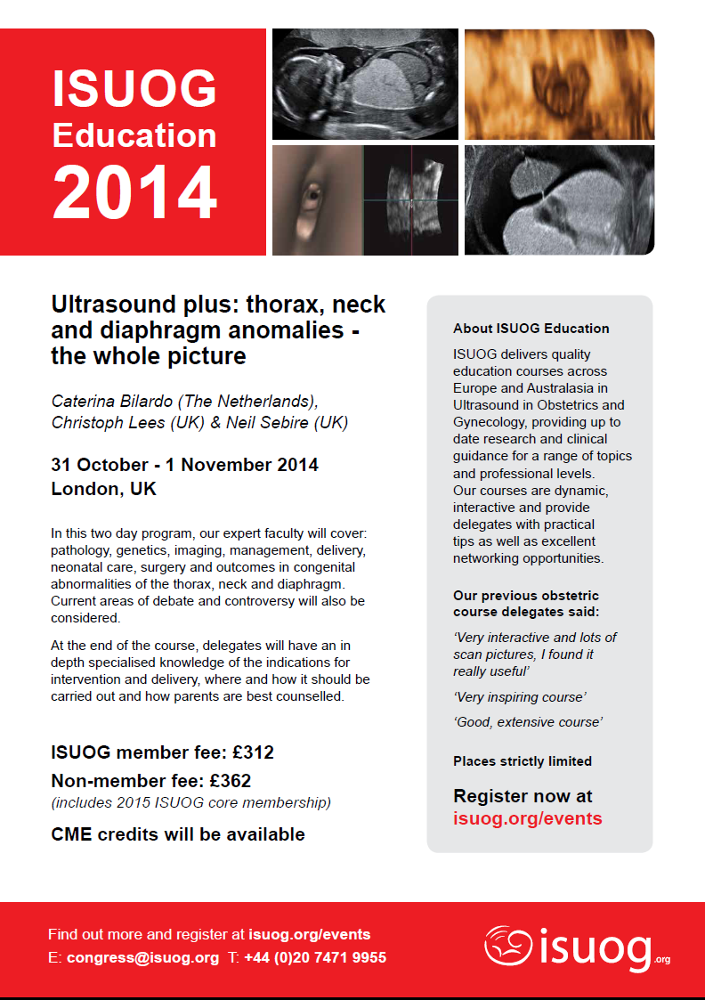 ISUOG
Education
2014
Ultrasound plus: thorax, neck
and diaphragm anomalies -
the whole picture
Caterina Bilardo (The Netherlands),
Christoph Lees (UK) & Neil Sebire (UK)
31 October - 1 November 2014
London, UK
In this two day program, our expert faculty will cover:
pathology, genetics, imaging, management, delivery,
neonatal care, surgery and outcomes in congenital
abnormalities of the thorax, neck and diaphragm.
Current areas of debate and controversy will also be
considered.
At the end of the course, delegates will have an in
depth specialised knowledge of the indications for
intervention and delivery, where and how it should be
carried out and how parents are best counselled.
ISUOG member fee: £312
Non-member fee: £362
(includes 2015 ISUOG core membership)
CME credits will be available
About ISUOG Education
ISUOG delivers quality
education courses across
Europe and Australasia in
Ultrasound in Obstetrics and
Gynecology, providing up to
date research and clinical
guidance for a range of topics
and professional levels.
Our courses are dynamic,
interactive and provide
delegates with practical
tips as well as excellent
networking opportunities.
Our previous obstetric
course delegates said:
‘Very interactive and lots of
scan pictures, I found it
really useful’
‘Very inspiring course’
‘Good, extensive course’
Places strictly limited
Register now at
isuog.org/events
Find out more and register at isuog.org/events
E: congress@isuog.org T: +44 (0)20 7471 9955
isuog.org